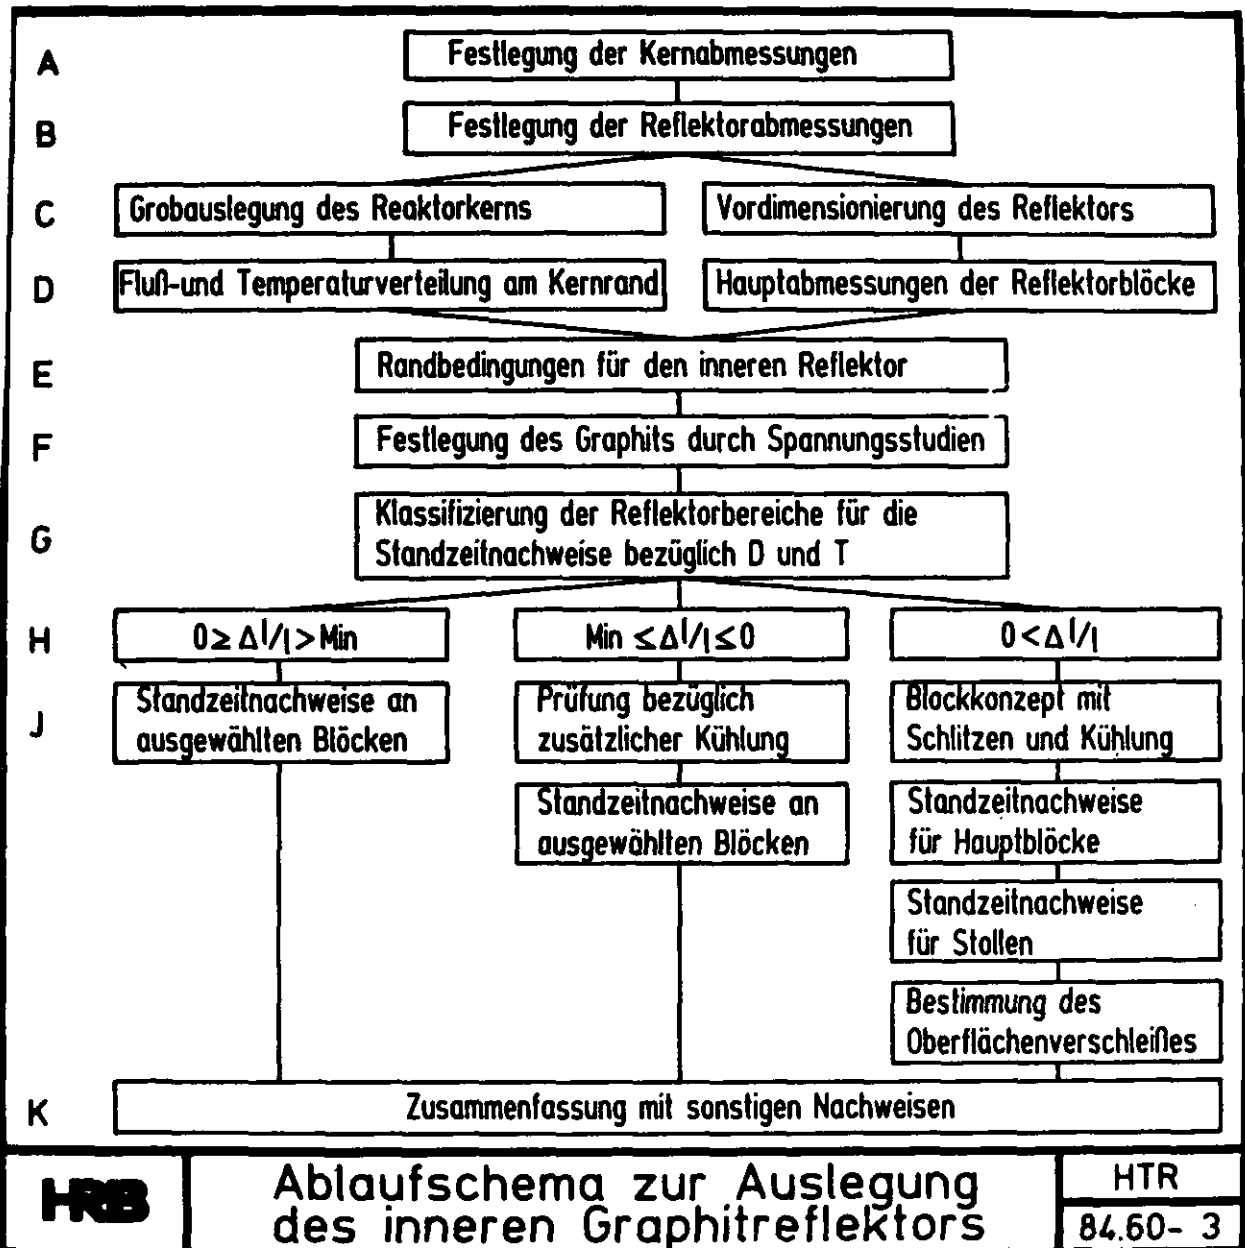 A
Festlegung der Kernabmessungen
B
Festlegung der Reflektorabmessungen
C
Grobauslegung des Reaktorkerns
Vordimensionierung des Reflektors
D
Fluß-und Temperaturverteilung am Kernrand
Hauptabmessungen der Reflektorblöcke
E
Randbedingungen für den inneren Reflektor
F
Festlegung des Graphits durch Spannungsstudien
G
Klassifizierung der Reflektorbereiche für die
Standzeitnachweise bezüglich D und T
H
0 ≥ Δl/l > Min
Min ≤ Δl/l ≤ 0
0 < Δl/l
J
Standzeitnachweise an
ausgewählten Blöcken
Prüfung bezüglich
zusätzlicher Kühlung
Standzeitnachweise an
ausgewählten Blöcken
Blockkonzept mit
Schlitzen und Kühlung
Standzeitnachweise
für Hauptblöcke
Standzeitnachweise
für Stollen
Bestimmung des
Oberflächenverschleißes
K
Zusammenfassung mit sonstigen Nachweisen
HRB
Ablaufschema zur Auslegung
des inneren Graphitreflektors
HTR
84.60- 3